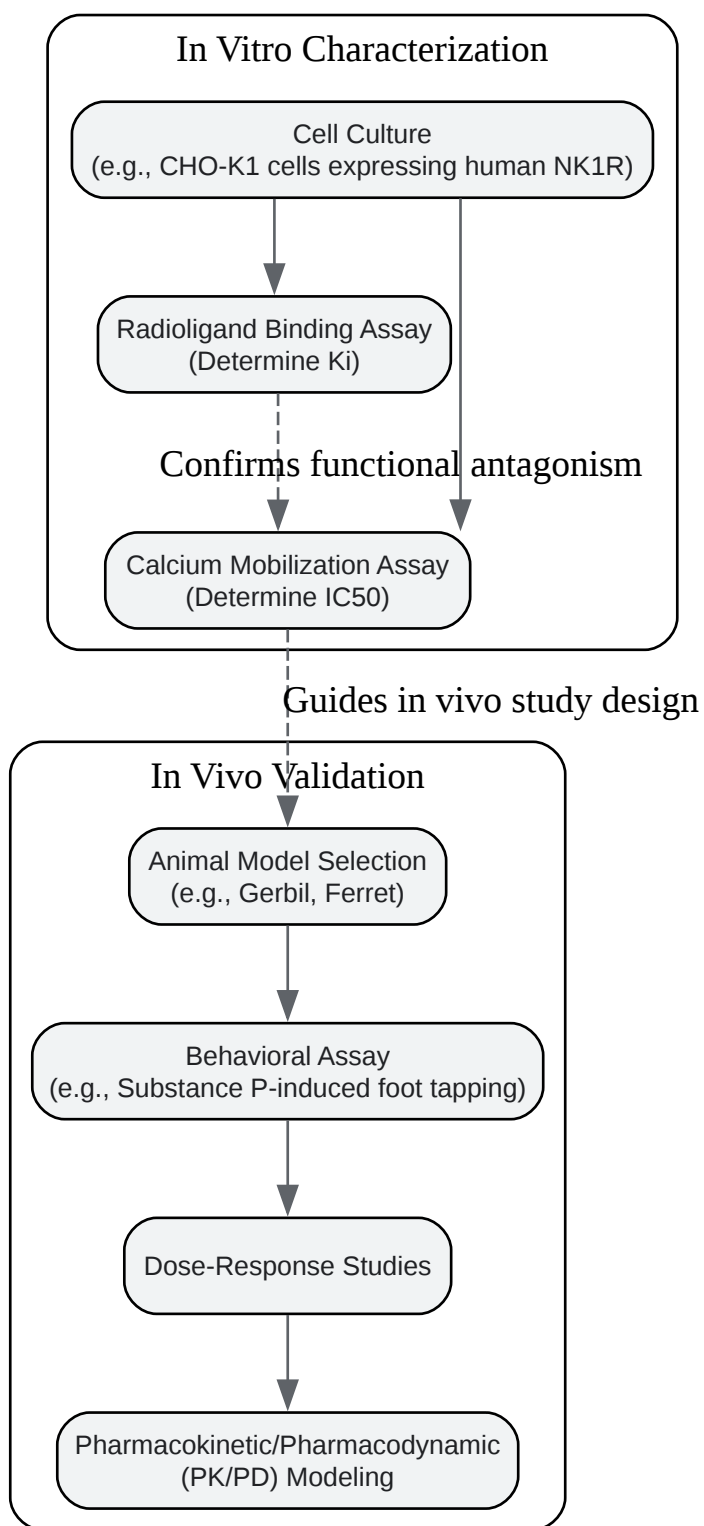 In Vitro Characterization
Cell Culture
(e.g., CHO-K1 cells expressing human NK1R)
Radioligand Binding Assay
(Determine Ki)
Confirms functional antagonism
Calcium Mobilization Assay
(Determine IC50)
Guides in vivo study design
In Vivo Validation
Animal Model Selection
(e.g., Gerbil, Ferret)
Behavioral Assay
(e.g., Substance P-induced foot tapping)
Dose-Response Studies
Pharmacokinetic/Pharmacodynamic
(PK/PD) Modeling